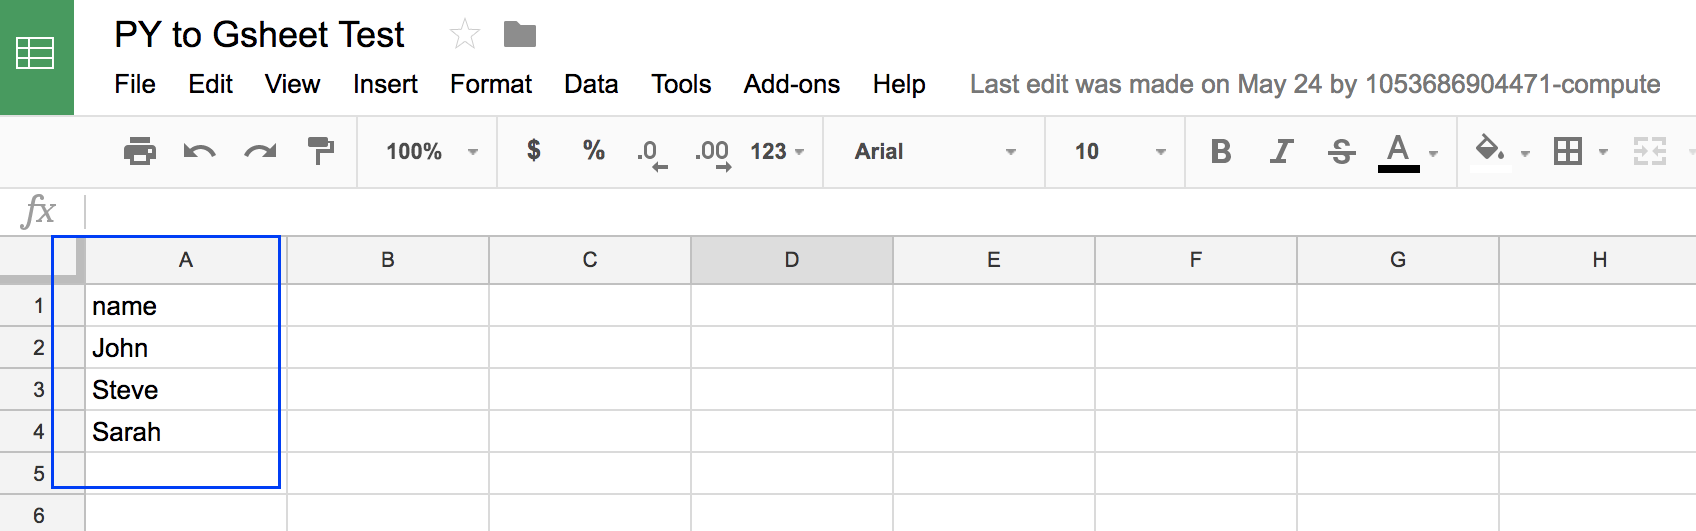 PY to Gsheet Test
File Edit View Insert Format Data Tools Add-ons Help Last edit was made on May 24 by 1053686904471-compute
100% $ % .0 .00 123 Arial 10 B I S A
fx
A B C D E F G H
1 name
2 John
3 Steve
4 Sarah
5
6